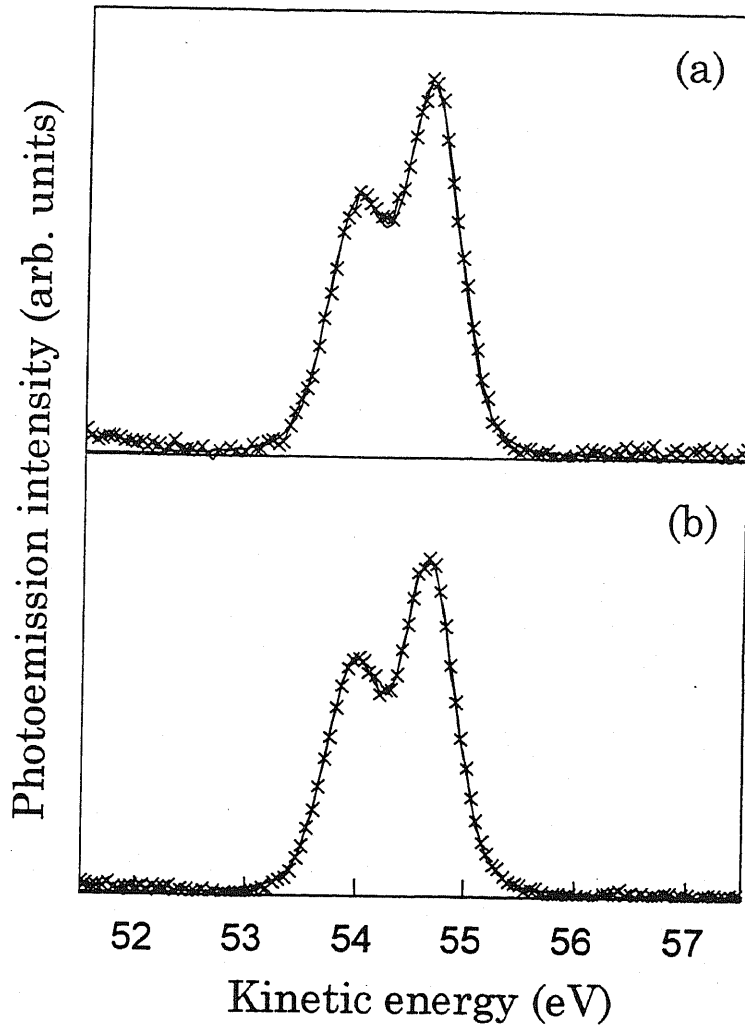 (a)
(b)
Photoemission intensity (arb. units)
52 53 54 55 56 57
Kinetic energy (eV)